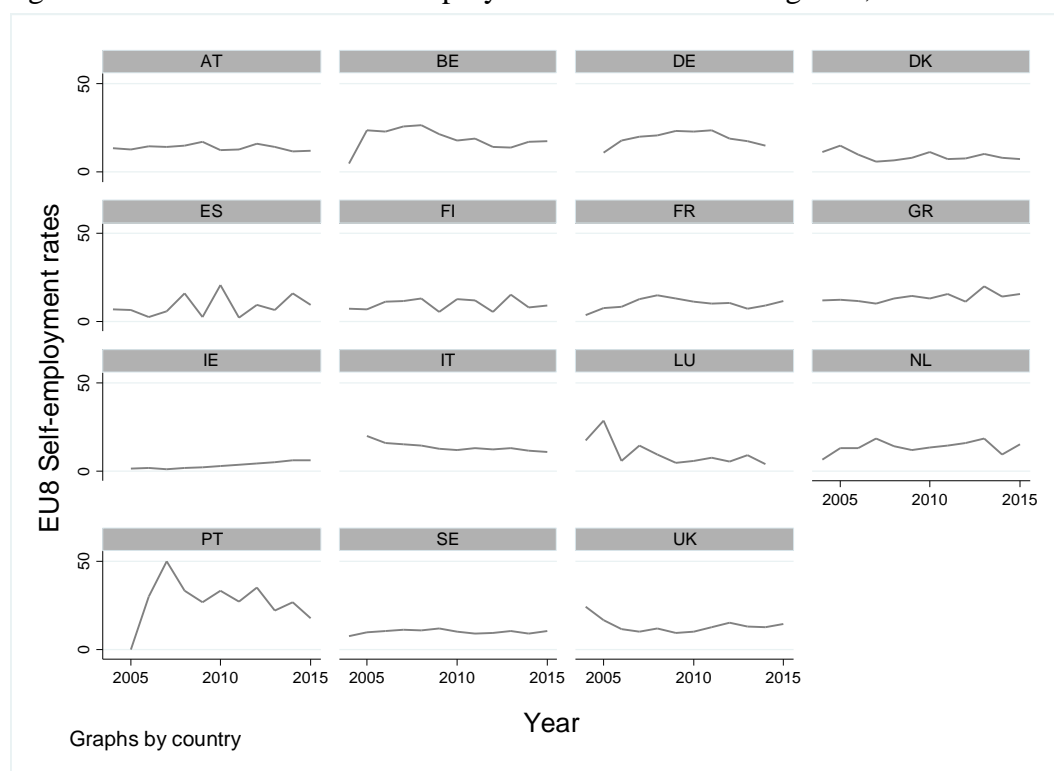 AT BE DE DK
50
0
ES FI FR GR
50
0
EU8 Self-employment rates
IE IT LU NL
50
0
2005 2010 2015
PT SE UK
50
0
2005 2010 2015 2005 2010 2015 2005 2010 2015
Year
Graphs by country